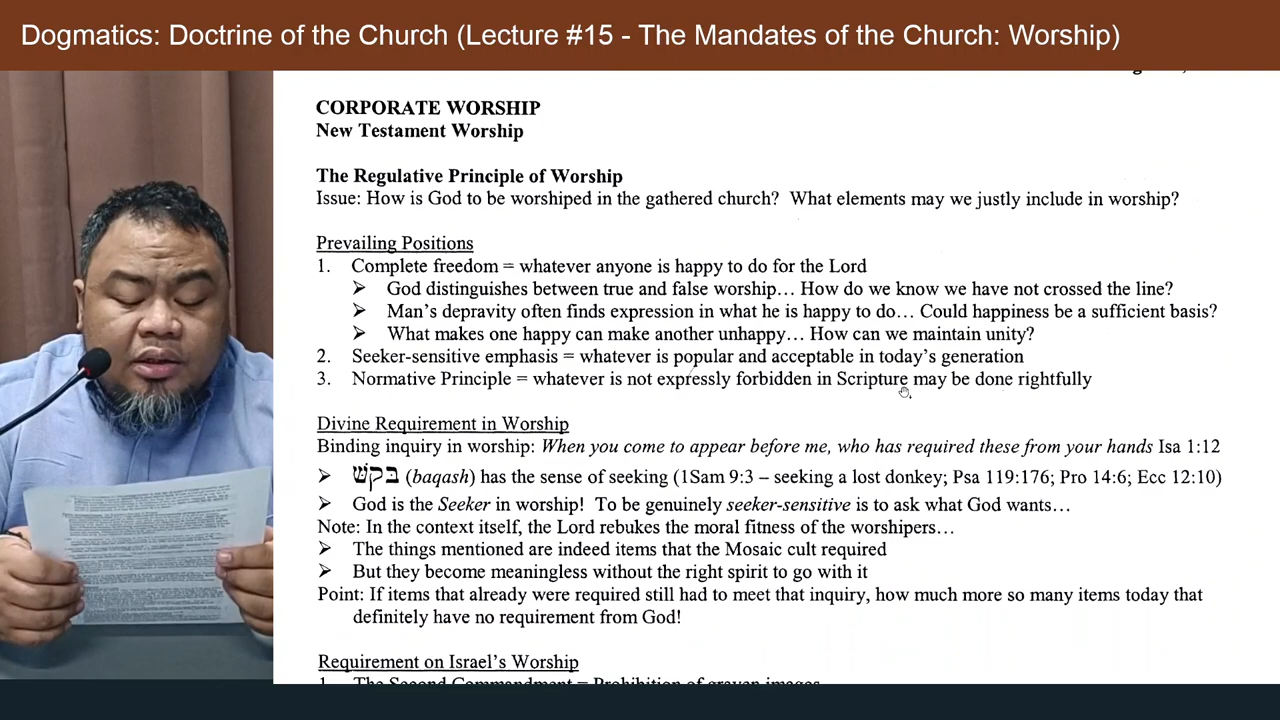 Dogmatics: Doctrine of the Church (Lecture #15 - The Mandates of the Church: Worship)
CORPORATE WORSHIP
New Testament Worship
The Regulative Principle of Worship
Issue: How is God to be worshiped in the gathered church? What elements may we justly include in worship?
Prevailing Positions
1. Complete freedom = whatever anyone is happy to do for the Lord
➢ God distinguishes between true and false worship… How do we know we have not crossed the line?
➢ Man's depravity often finds expression in what he is happy to do… Could happiness be a sufficient basis?
➢ What makes one happy can make another unhappy… How can we maintain unity?
2. Seeker-sensitive emphasis = whatever is popular and acceptable in today's generation
3. Normative Principle = whatever is not expressly forbidden in Scripture may be done rightfully
Divine Requirement in Worship
Binding inquiry in worship: When you come to appear before me, who has required these from your hands Isa 1:12
➢ בקשׁ (baqash) has the sense of seeking (1Sam 9:3 – seeking a lost donkey; Psa 119:176; Pro 14:6; Ecc 12:10)
➢ God is the Seeker in worship! To be genuinely seeker-sensitive is to ask what God wants…
Note: In the context itself, the Lord rebukes the moral fitness of the worshipers…
➢ The things mentioned are indeed items that the Mosaic cult required
➢ But they become meaningless without the right spirit to go with it
Point: If items that already were required still had to meet that inquiry, how much more so many items today that
definitely have no requirement from God!
Requirement on Israel's Worship
1. The Second Commandment = Prohibition of graven images